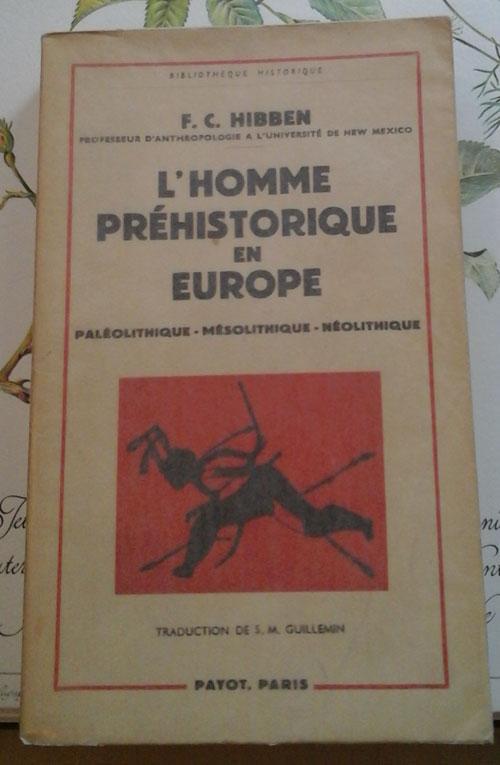 BIBLIOTHÈQUE HISTORIQUE
F. C. HIBBEN
PROFESSEUR D'ANTHROPOLOGIE A L'UNIVERSITÉ DE NEW MEXICO
L'HOMME
PRÉHISTORIQUE
EN
EUROPE
PALÉOLITHIQUE - MÉSOLITHIQUE - NÉOLITHIQUE
TRADUCTION DE S. M. GUILLEMIN
PAYOT, PARIS